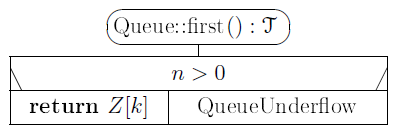 Queue::first() : 𝒯
n > 0
return Z[k] QueueUnderflow